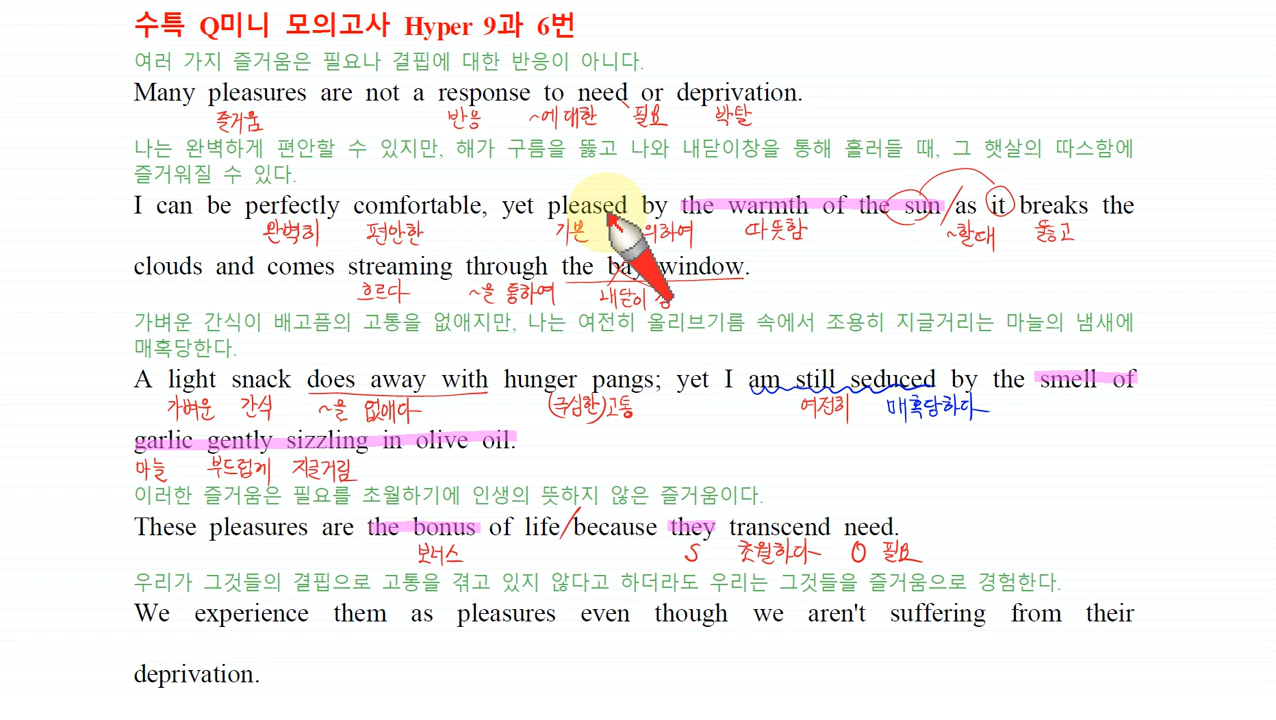 수특 Q미니 모의고사 Hyper 9과 6번
여러 가지 즐거움은 필요나 결핍에 대한 반응이 아니다.
Many pleasures are not a response to need or deprivation.
즐거움 반응 ~에 대한 필요 박탈
나는 완벽하게 편안할 수 있지만, 해가 구름을 뚫고 나와 내닫이창을 통해 흘러들 때, 그 햇살의 따스함에
즐거워질 수 있다.
I can be perfectly comfortable, yet pleased by the warmth of the sun as it breaks the
완벽히 편안한 기쁜 의하여 따뜻함 ~할때 뚫고
clouds and comes streaming through the bay window.
흐르다 ~을 통하여 내닫이 창
가벼운 간식이 배고픔의 고통을 없애지만, 나는 여전히 올리브기름 속에서 조용히 지글거리는 마늘의 냄새에
매혹당한다.
A light snack does away with hunger pangs; yet I am still seduced by the smell of
가벼운 간식 ~을 없애다 (극심한)고통 여전히 매혹당하다
garlic gently sizzling in olive oil.
마늘 부드럽게 지글거림
이러한 즐거움은 필요를 초월하기에 인생의 뜻하지 않은 즐거움이다.
These pleasures are the bonus of life because they transcend need.
보너스 S 초월하다 O 필요
우리가 그것들의 결핍으로 고통을 겪고 있지 않다고 하더라도 우리는 그것들을 즐거움으로 경험한다.
We experience them as pleasures even though we aren't suffering from their
deprivation.